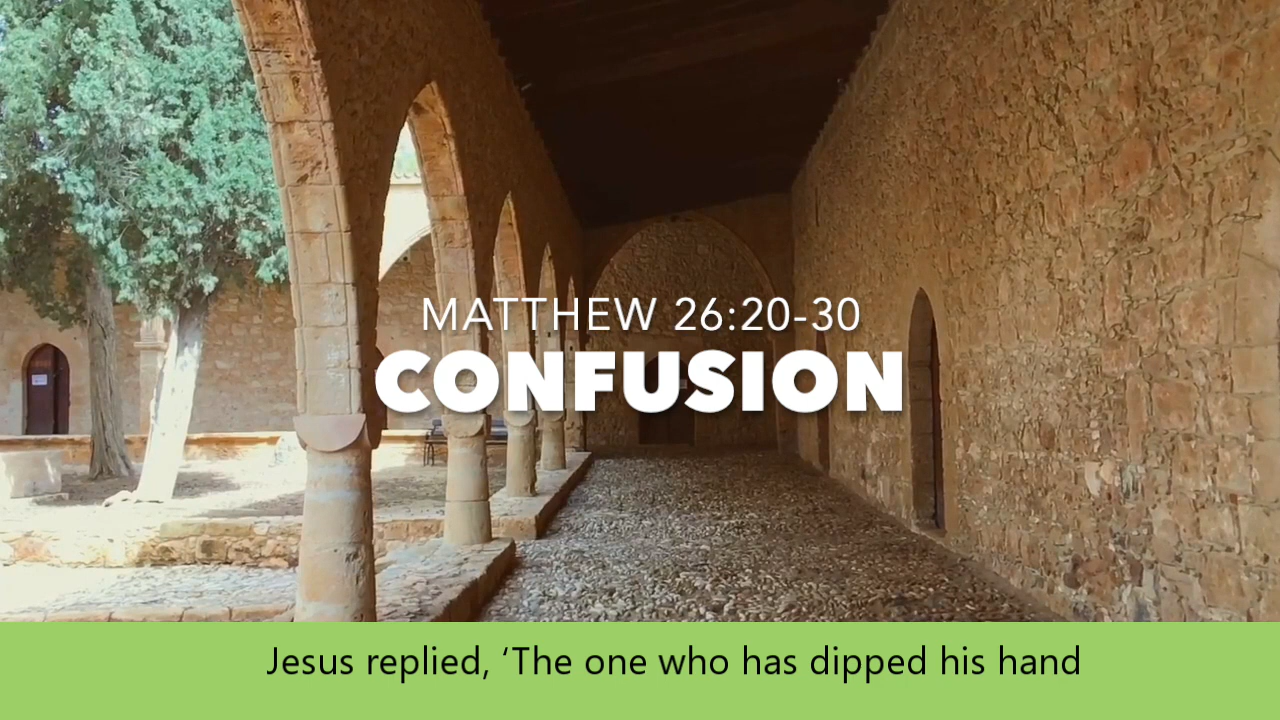 MATTHEW 26:20-30
CONFUSION
Jesus replied, ‘The one who has dipped his hand